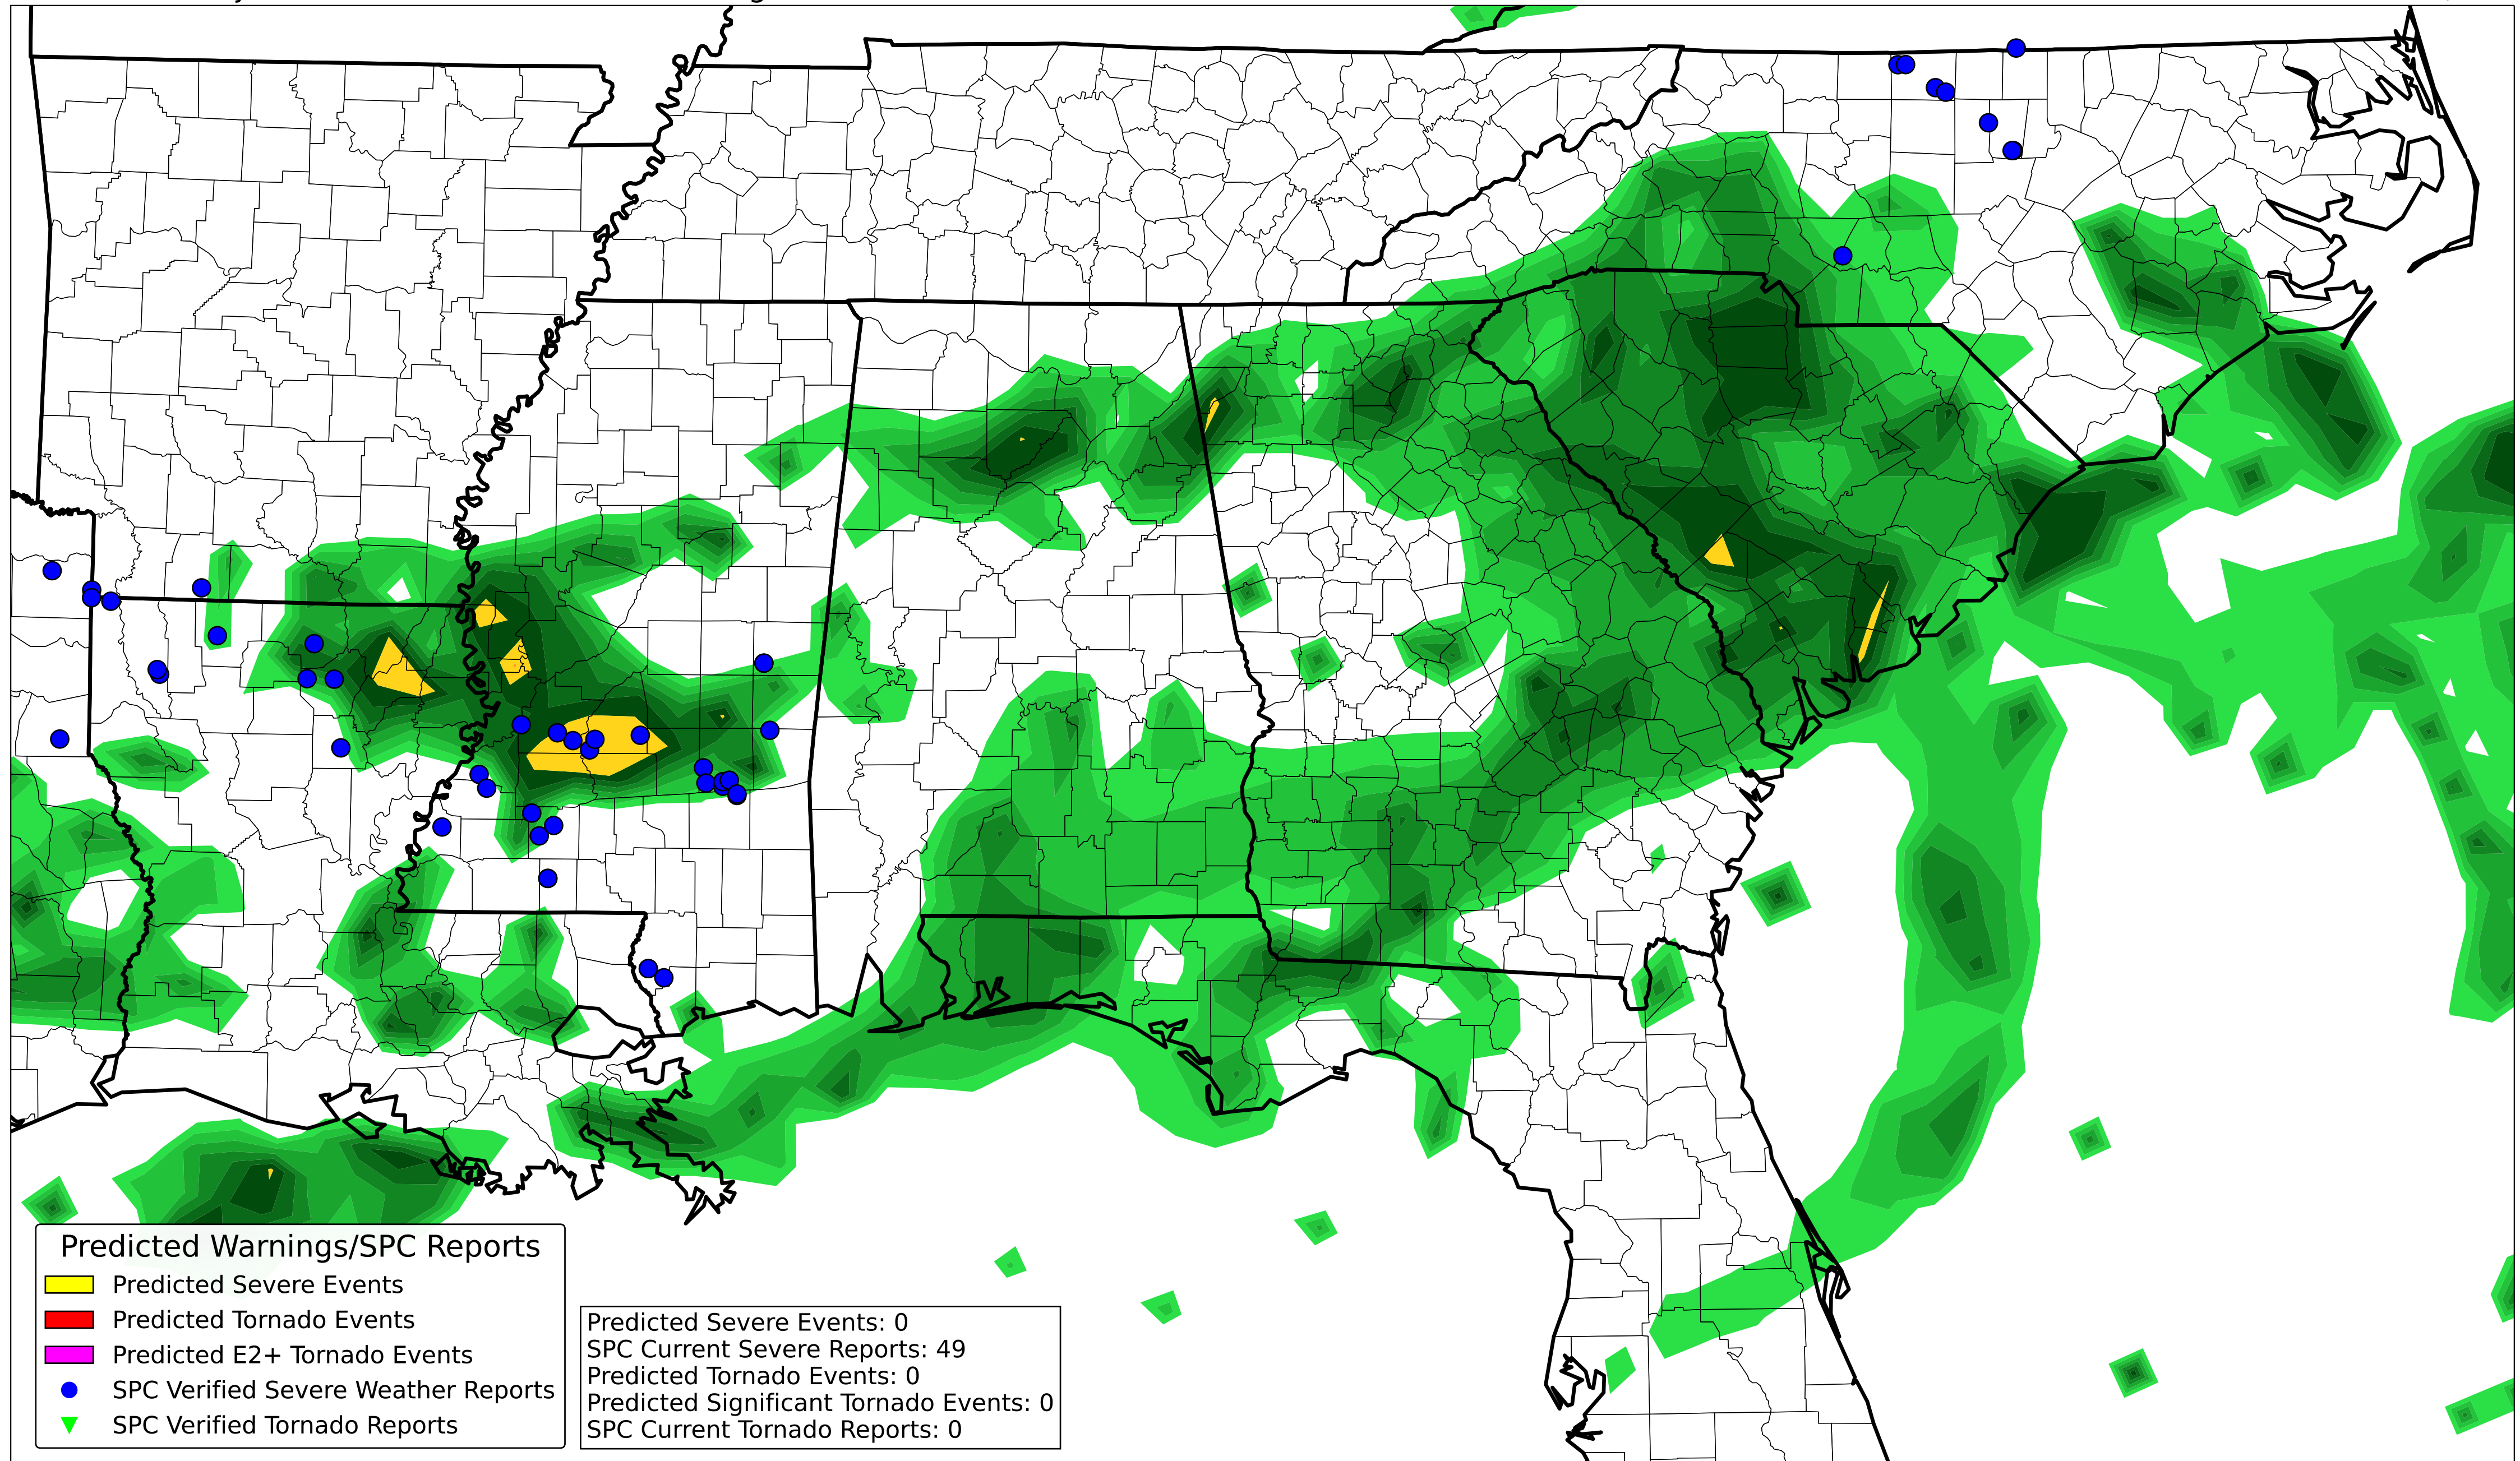 Predicted Warnings/SPC Reports
Predicted Severe Events
Predicted Tornado Events
Predicted E2+ Tornado Events
SPC Verified Severe Weather Reports
SPC Verified Tornado Reports
Predicted Severe Events: 0
SPC Current Severe Reports: 49
Predicted Tornado Events: 0
Predicted Significant Tornado Events: 0
SPC Current Tornado Reports: 0